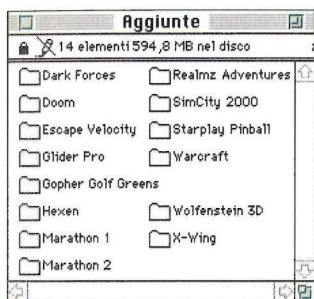 Aggiunte
14 elementi 594,8 MB nel disco
Dark Forces
Realmz Adventures
Doom
SimCity 2000
Escape Velocity
Starplay Pinball
Glider Pro
Warcraft
Gopher Golf Greens
Hexen
Wolfenstein 3D
Marathon 1
X-Wing
Marathon 2